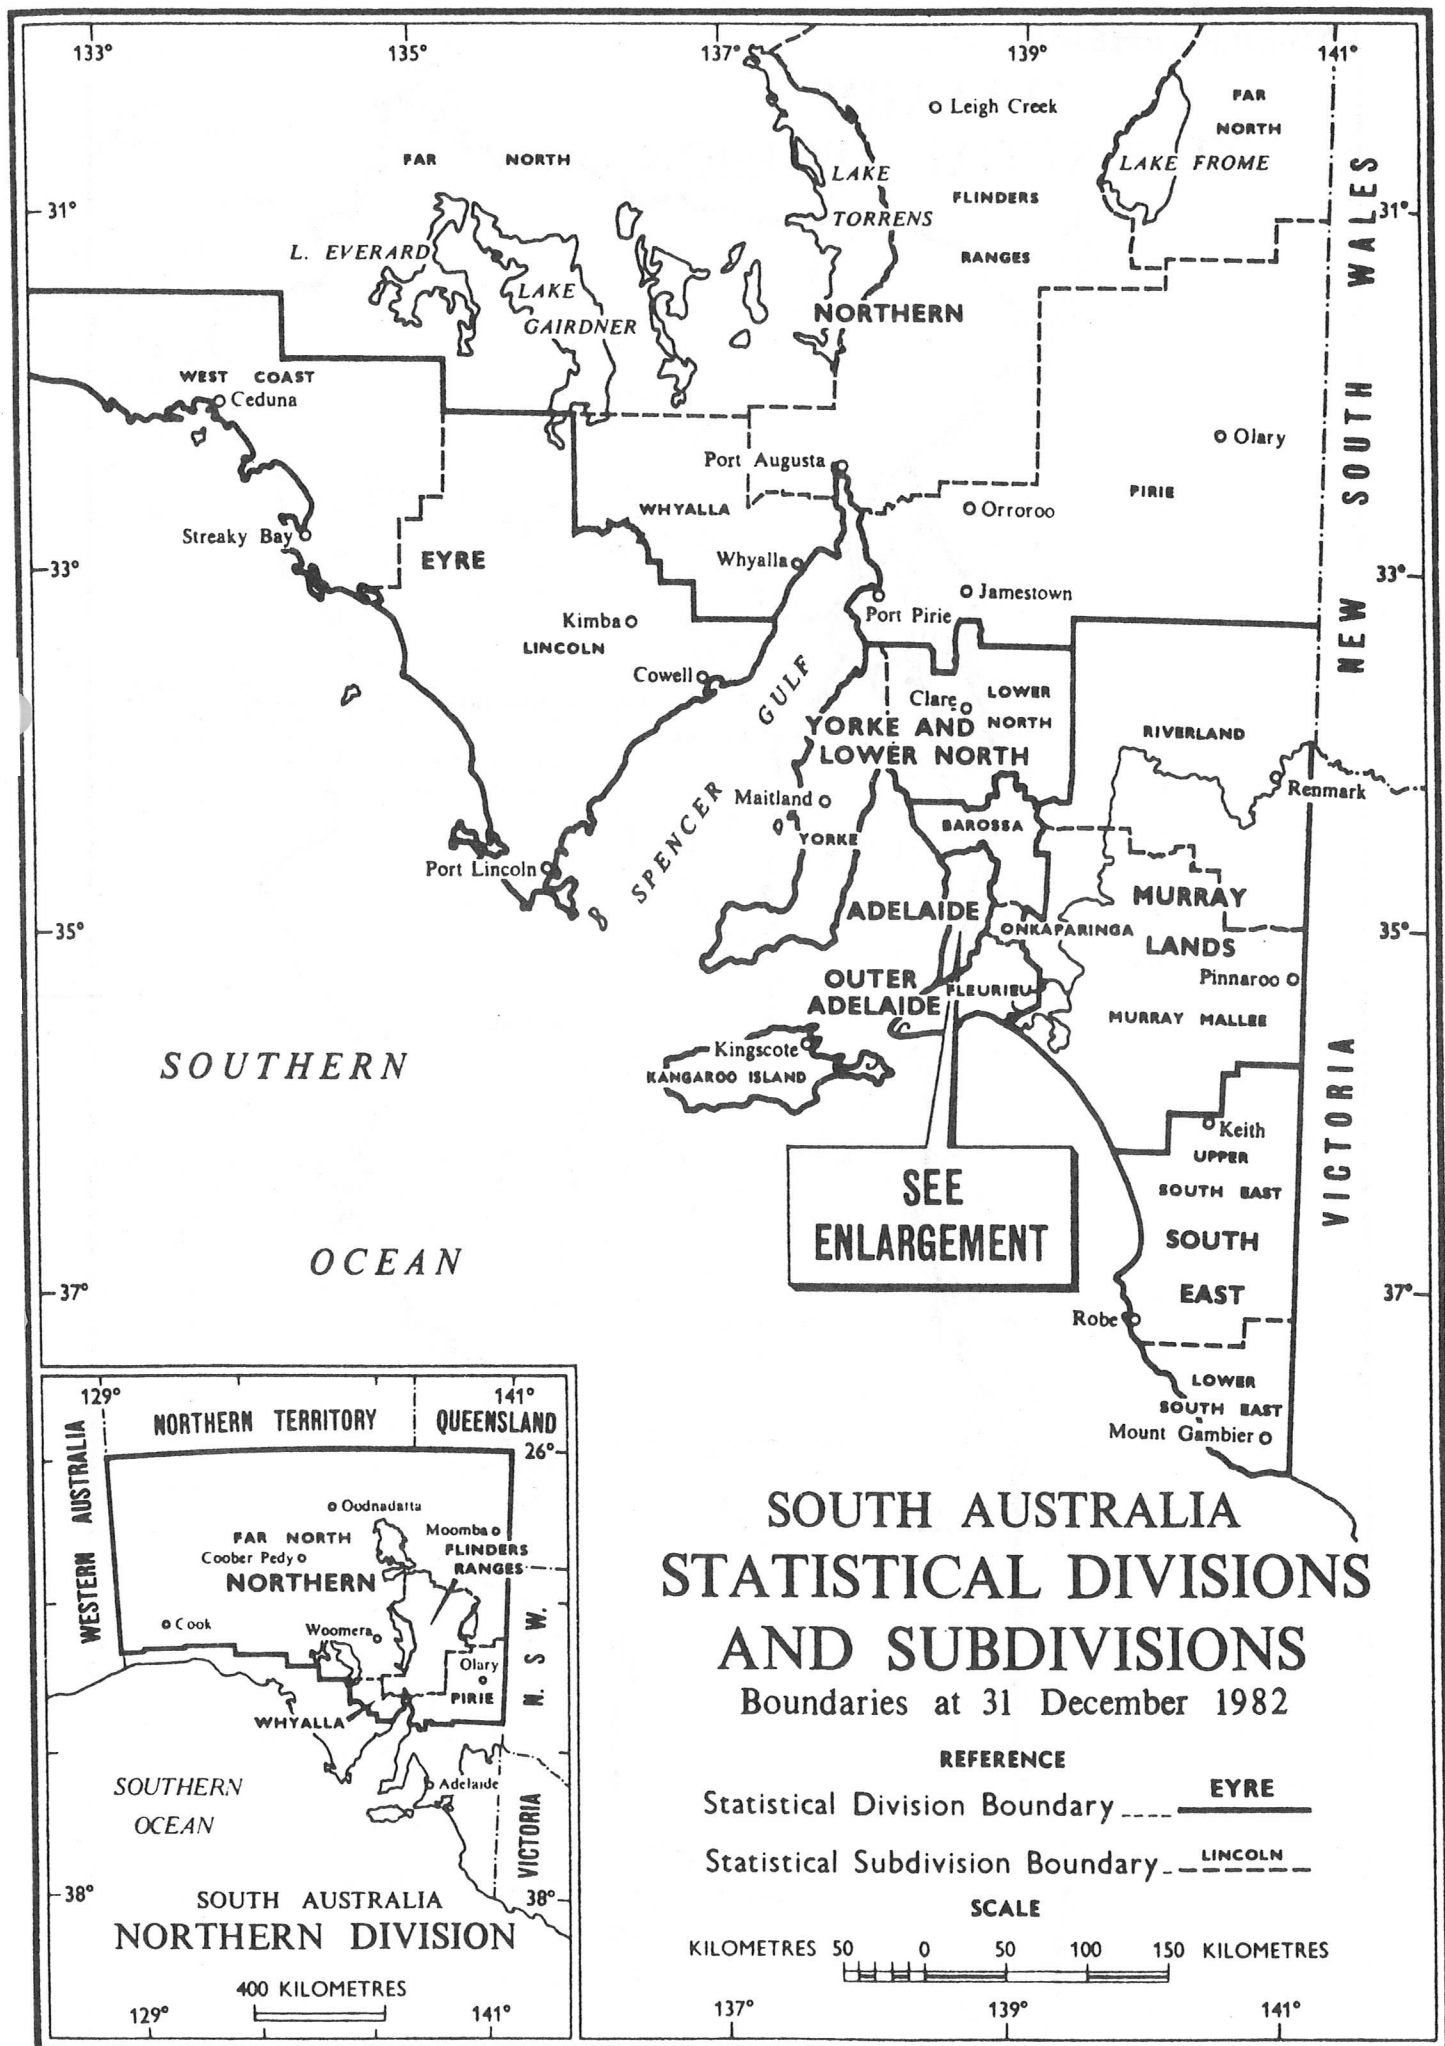 133° 135° 137° 139° 141°
Leigh Creek
FAR
NORTH
LAKE FROME
FAR NORTH
LAKE
TORRENS
FLINDERS
RANGES
31° 31°
L. EVERARD
LAKE
GAIRDNER
NORTHERN
WEST COAST
Ceduna
Port Augusta
Olary
WHYALLA
PIRIE
Orroroo
Streaky Bay
EYRE
Whyalla
33° 33°
Jamestown
Port Pirie
Kimba
LINCOLN
Cowell
SPENCER GULF
Clare
LOWER
NORTH
YORKE AND
LOWER NORTH
RIVERLAND
Renmark
Maitland
YORKE
BAROSSA
Port Lincoln
MURRAY
LANDS
ADELAIDE
ONKAPARINGA
35° 35°
Pinnaroo
OUTER
ADELAIDE
FLEURIEU
MURRAY MALLEE
Kingscote
KANGAROO ISLAND
SOUTHERN
OCEAN
NEW SOUTH WALES
VICTORIA
Keith
UPPER
SOUTH EAST
SEE
ENLARGEMENT
SOUTH
EAST
37° 37°
Robe
LOWER
SOUTH EAST
Mount Gambier
129° 141°
NORTHERN TERRITORY QUEENSLAND
26°
WESTERN AUSTRALIA
Oodnadatta
FAR NORTH
Moomba
Coober Pedy
FLINDERS
RANGES
NORTHERN
Cook
Woomera
Olary
PIRIE
N. S. W.
WHYALLA
SOUTHERN
OCEAN
Adelaide
VICTORIA
38° 38°
SOUTH AUSTRALIA
NORTHERN DIVISION
400 KILOMETRES
129° 141°
SOUTH AUSTRALIA
STATISTICAL DIVISIONS
AND SUBDIVISIONS
Boundaries at 31 December 1982
REFERENCE
Statistical Division Boundary EYRE
Statistical Subdivision Boundary LINCOLN
SCALE
KILOMETRES 50 0 50 100 150 KILOMETRES
137° 139° 141°